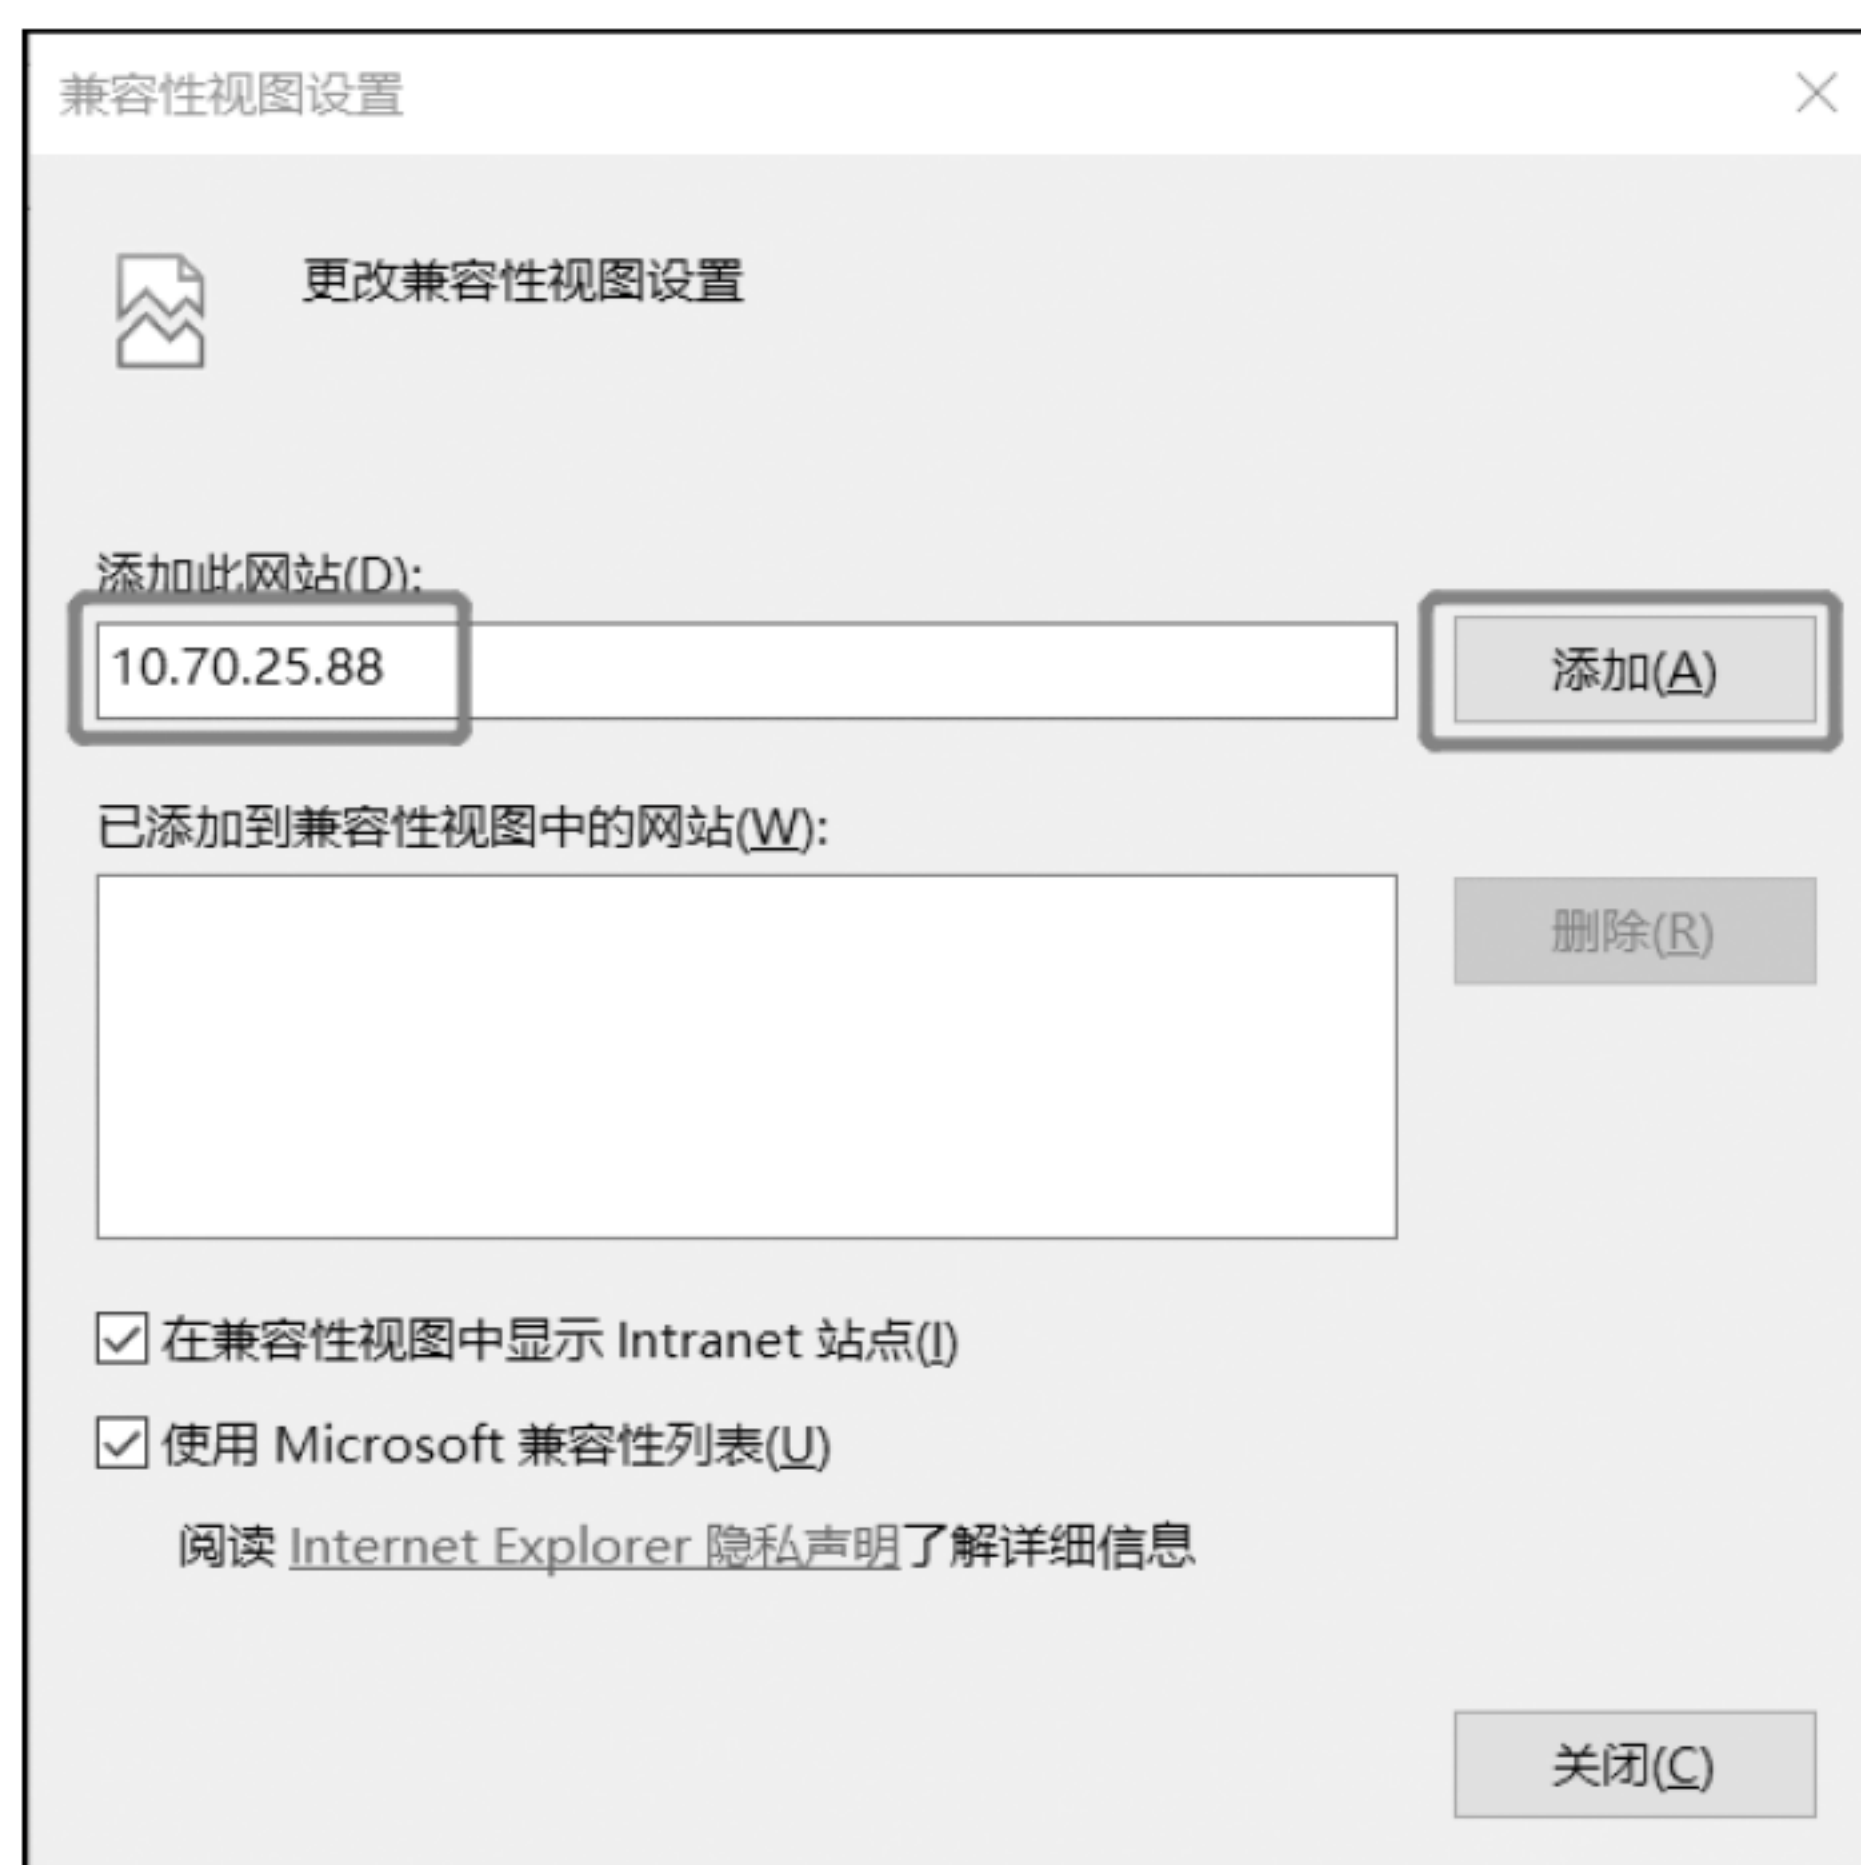 兼容性视图设置
更改兼容性视图设置
添加此网站(D):
10.70.25.88
添加(A)
已添加到兼容性视图中的网站(W):
删除(R)
在兼容性视图中显示 Intranet 站点(I)
使用 Microsoft 兼容性列表(U)
阅读 Internet Explorer 隐私声明了解详细信息
关闭(C)